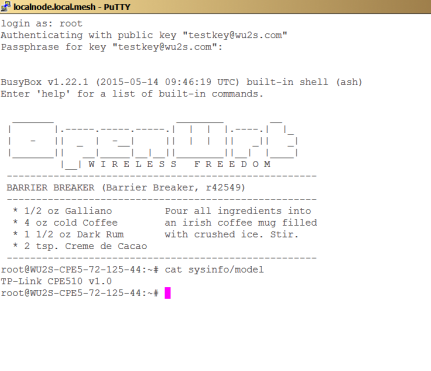 localnode.local.mesh - PuTTY
login as: root
Authenticating with public key "testkey@wu2s.com"
Passphrase for key "testkey@wu2s.com":
BusyBox v1.22.1 (2015-05-14 09:46:19 UTC) built-in shell (ash)
Enter 'help' for a list of built-in commands.
W I R E L E S S   F R E E D O M
BARRIER BREAKER (Barrier Breaker, r42549)
* 1/2 oz Galliano Pour all ingredients into
* 4 oz cold Coffee an irish coffee mug filled
* 1 1/2 oz Dark Rum with crushed ice. Stir.
* 2 tsp. Creme de Cacao
root@WU2S-CPE5-72-125-44:~# cat sysinfo/model
TP-Link CPE510 v1.0
root@WU2S-CPE5-72-125-44:~#